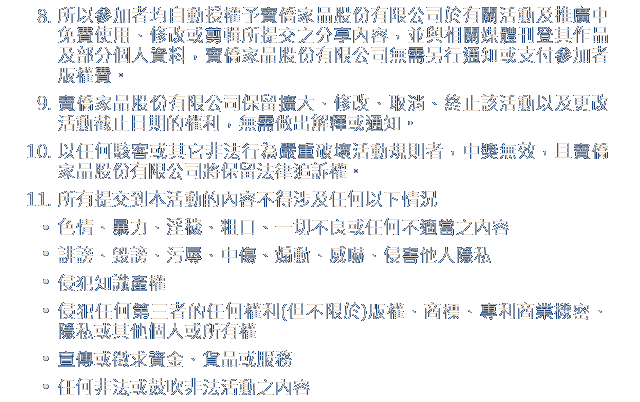 8. 所以參加者均自動授權予賣僑家品股份有限公司於有關活動及推廣中
免費使用、修改或剪輯所提交之分享內容，並與相關媒體刊登其作品
及部分個人資料，賣僑家品股份有限公司無需另行通知或支付參加者
版權費。
9. 賣僑家品股份有限公司保留擴大、修改、取消、終止該活動以及更改
活動截止日期的權利，無需做出解釋或通知。
10. 以任何駭客或其它非法行為嚴重破壞活動規則者，中獎無效，且賣僑
家品股份有限公司將保留法律追訴權。
11. 所有提交到本活動的內容不得涉及任何以下情況
• 色情、暴力、淫穢、粗口、一切不良或任何不適當之內容
• 誹謗、毀謗、污辱、中傷、煽動、威嚇、侵害他人隱私
• 侵犯知識產權
• 侵犯任何第三者的任何權利(但不限於)版權、商標、專利商業機密、
隱私或其他個人或所有權
• 宣傳或徵求資金、貨品或服務
• 任何非法或鼓吹非法活動之內容